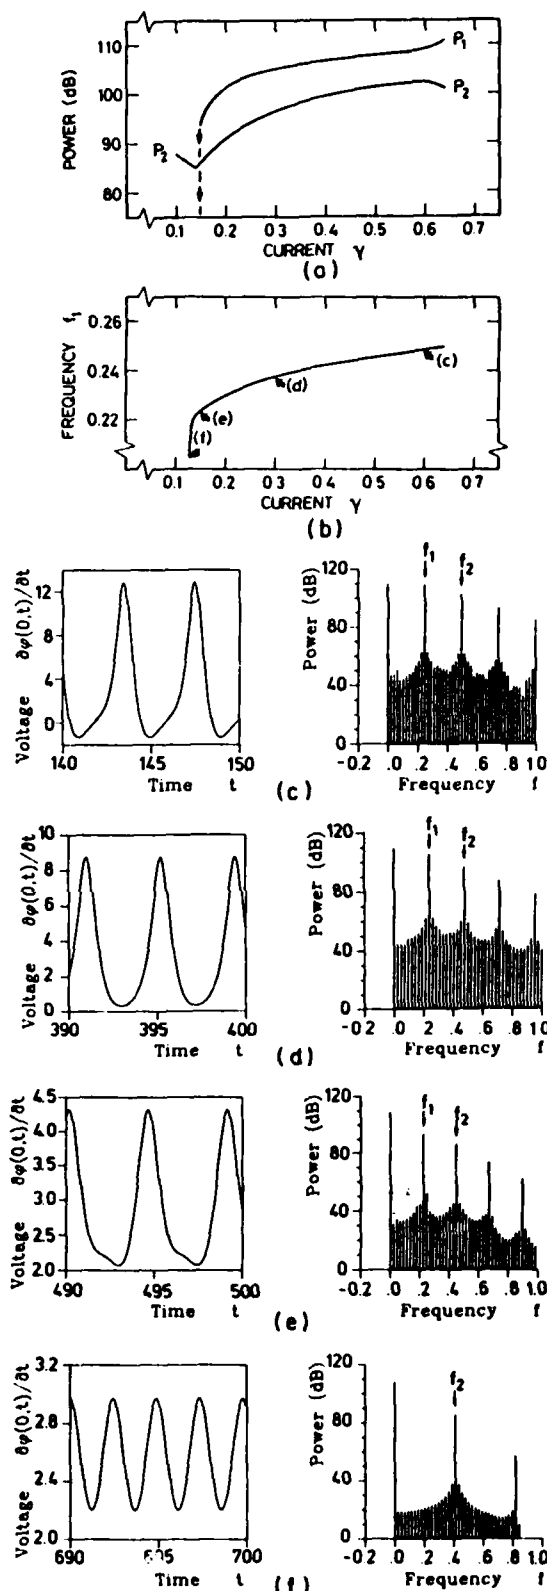 POWER (dB)
110
100
90
80
P₁
P₂
P₂
0.1 0.2 0.3 0.4 0.5 0.6 0.7
CURRENT γ
(a)
FREQUENCY f₁
0.26
0.24
0.22
(c)
(d)
(e)
(f)
0.1 0.2 0.3 0.4 0.5 0.6 0.7
CURRENT γ
(b)
Voltage ∂φ(0,t)/∂t
12
8
4
0
140 145 150
Time t
Power (dB)
120
80
40
0
f₁
f₂
-0.2 .0 .2 .4 .6 .8 1.0
Frequency f
(c)
Voltage ∂φ(0,t)/∂t
10
8
6
4
2
0
390 395 400
Time t
Power (dB)
120
80
40
0
f₁
f₂
-0.2 .0 .2 .4 .6 .8 1.0
Frequency f
(d)
Voltage ∂φ(0,t)/∂t
4.5
4.0
3.5
3.0
2.5
2.0
490 495 500
Time t
Power (dB)
120
80
40
0
f₁
f₂
-0.2 .0 .2 .4 .6 .8 1.0
Frequency f
(e)
Voltage ∂φ(0,t)/∂t
3.2
2.8
2.4
2.0
690 700
Time t
Power (dB)
120
80
40
0
f₂
-0.2 .0 .2 .4 .6 .8 1.0
Frequency f
(f)